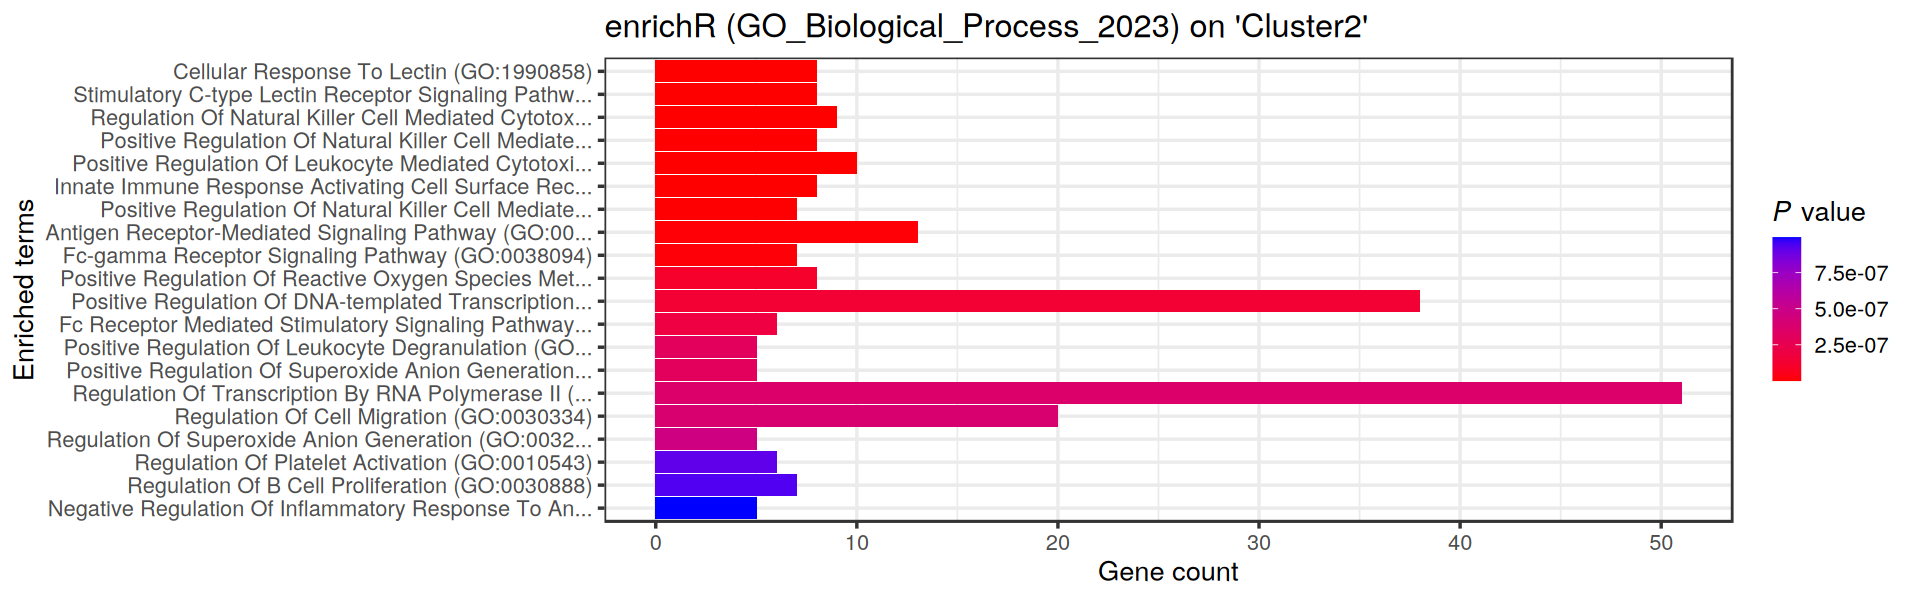 enrichR (GO_Biological_Process_2023) on 'Cluster2'
Cellular Response To Lectin (GO:1990858)
Stimulatory C-type Lectin Receptor Signaling Pathw...
Regulation Of Natural Killer Cell Mediated Cytotox...
Positive Regulation Of Natural Killer Cell Mediate...
Positive Regulation Of Leukocyte Mediated Cytotoxi...
Innate Immune Response Activating Cell Surface Rec...
Positive Regulation Of Natural Killer Cell Mediate...
Antigen Receptor-Mediated Signaling Pathway (GO:00...
Fc-gamma Receptor Signaling Pathway (GO:0038094)
Positive Regulation Of Reactive Oxygen Species Met...
Positive Regulation Of DNA-templated Transcription...
Fc Receptor Mediated Stimulatory Signaling Pathway...
Positive Regulation Of Leukocyte Degranulation (GO...
Positive Regulation Of Superoxide Anion Generation...
Regulation Of Transcription By RNA Polymerase II (...
Regulation Of Cell Migration (GO:0030334)
Regulation Of Superoxide Anion Generation (GO:0032...
Regulation Of Platelet Activation (GO:0010543)
Regulation Of B Cell Proliferation (GO:0030888)
Negative Regulation Of Inflammatory Response To An...
Enriched terms
0 10 20 30 40 50
Gene count
P value
7.5e-07
5.0e-07
2.5e-07